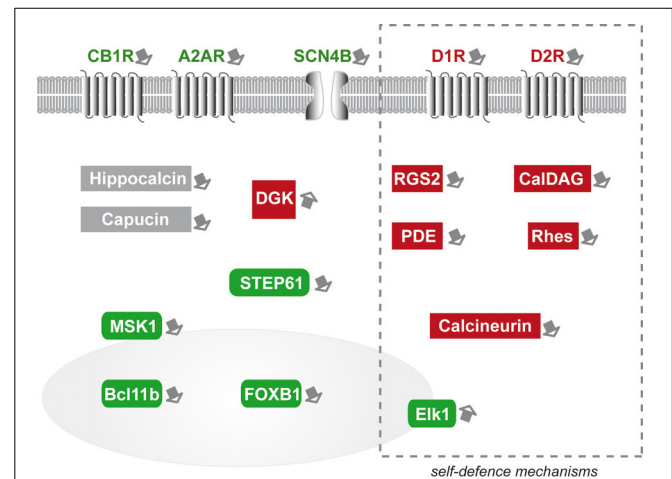 CB1R
A2AR
SCN4B
D1R
D2R
Hippocalcin
Capucin
DGK
RGS2
CalDAG
PDE
Rhes
STEP61
MSK1
Calcineurin
Bcl11b
FOXB1
Elk1
self-defence mechanisms